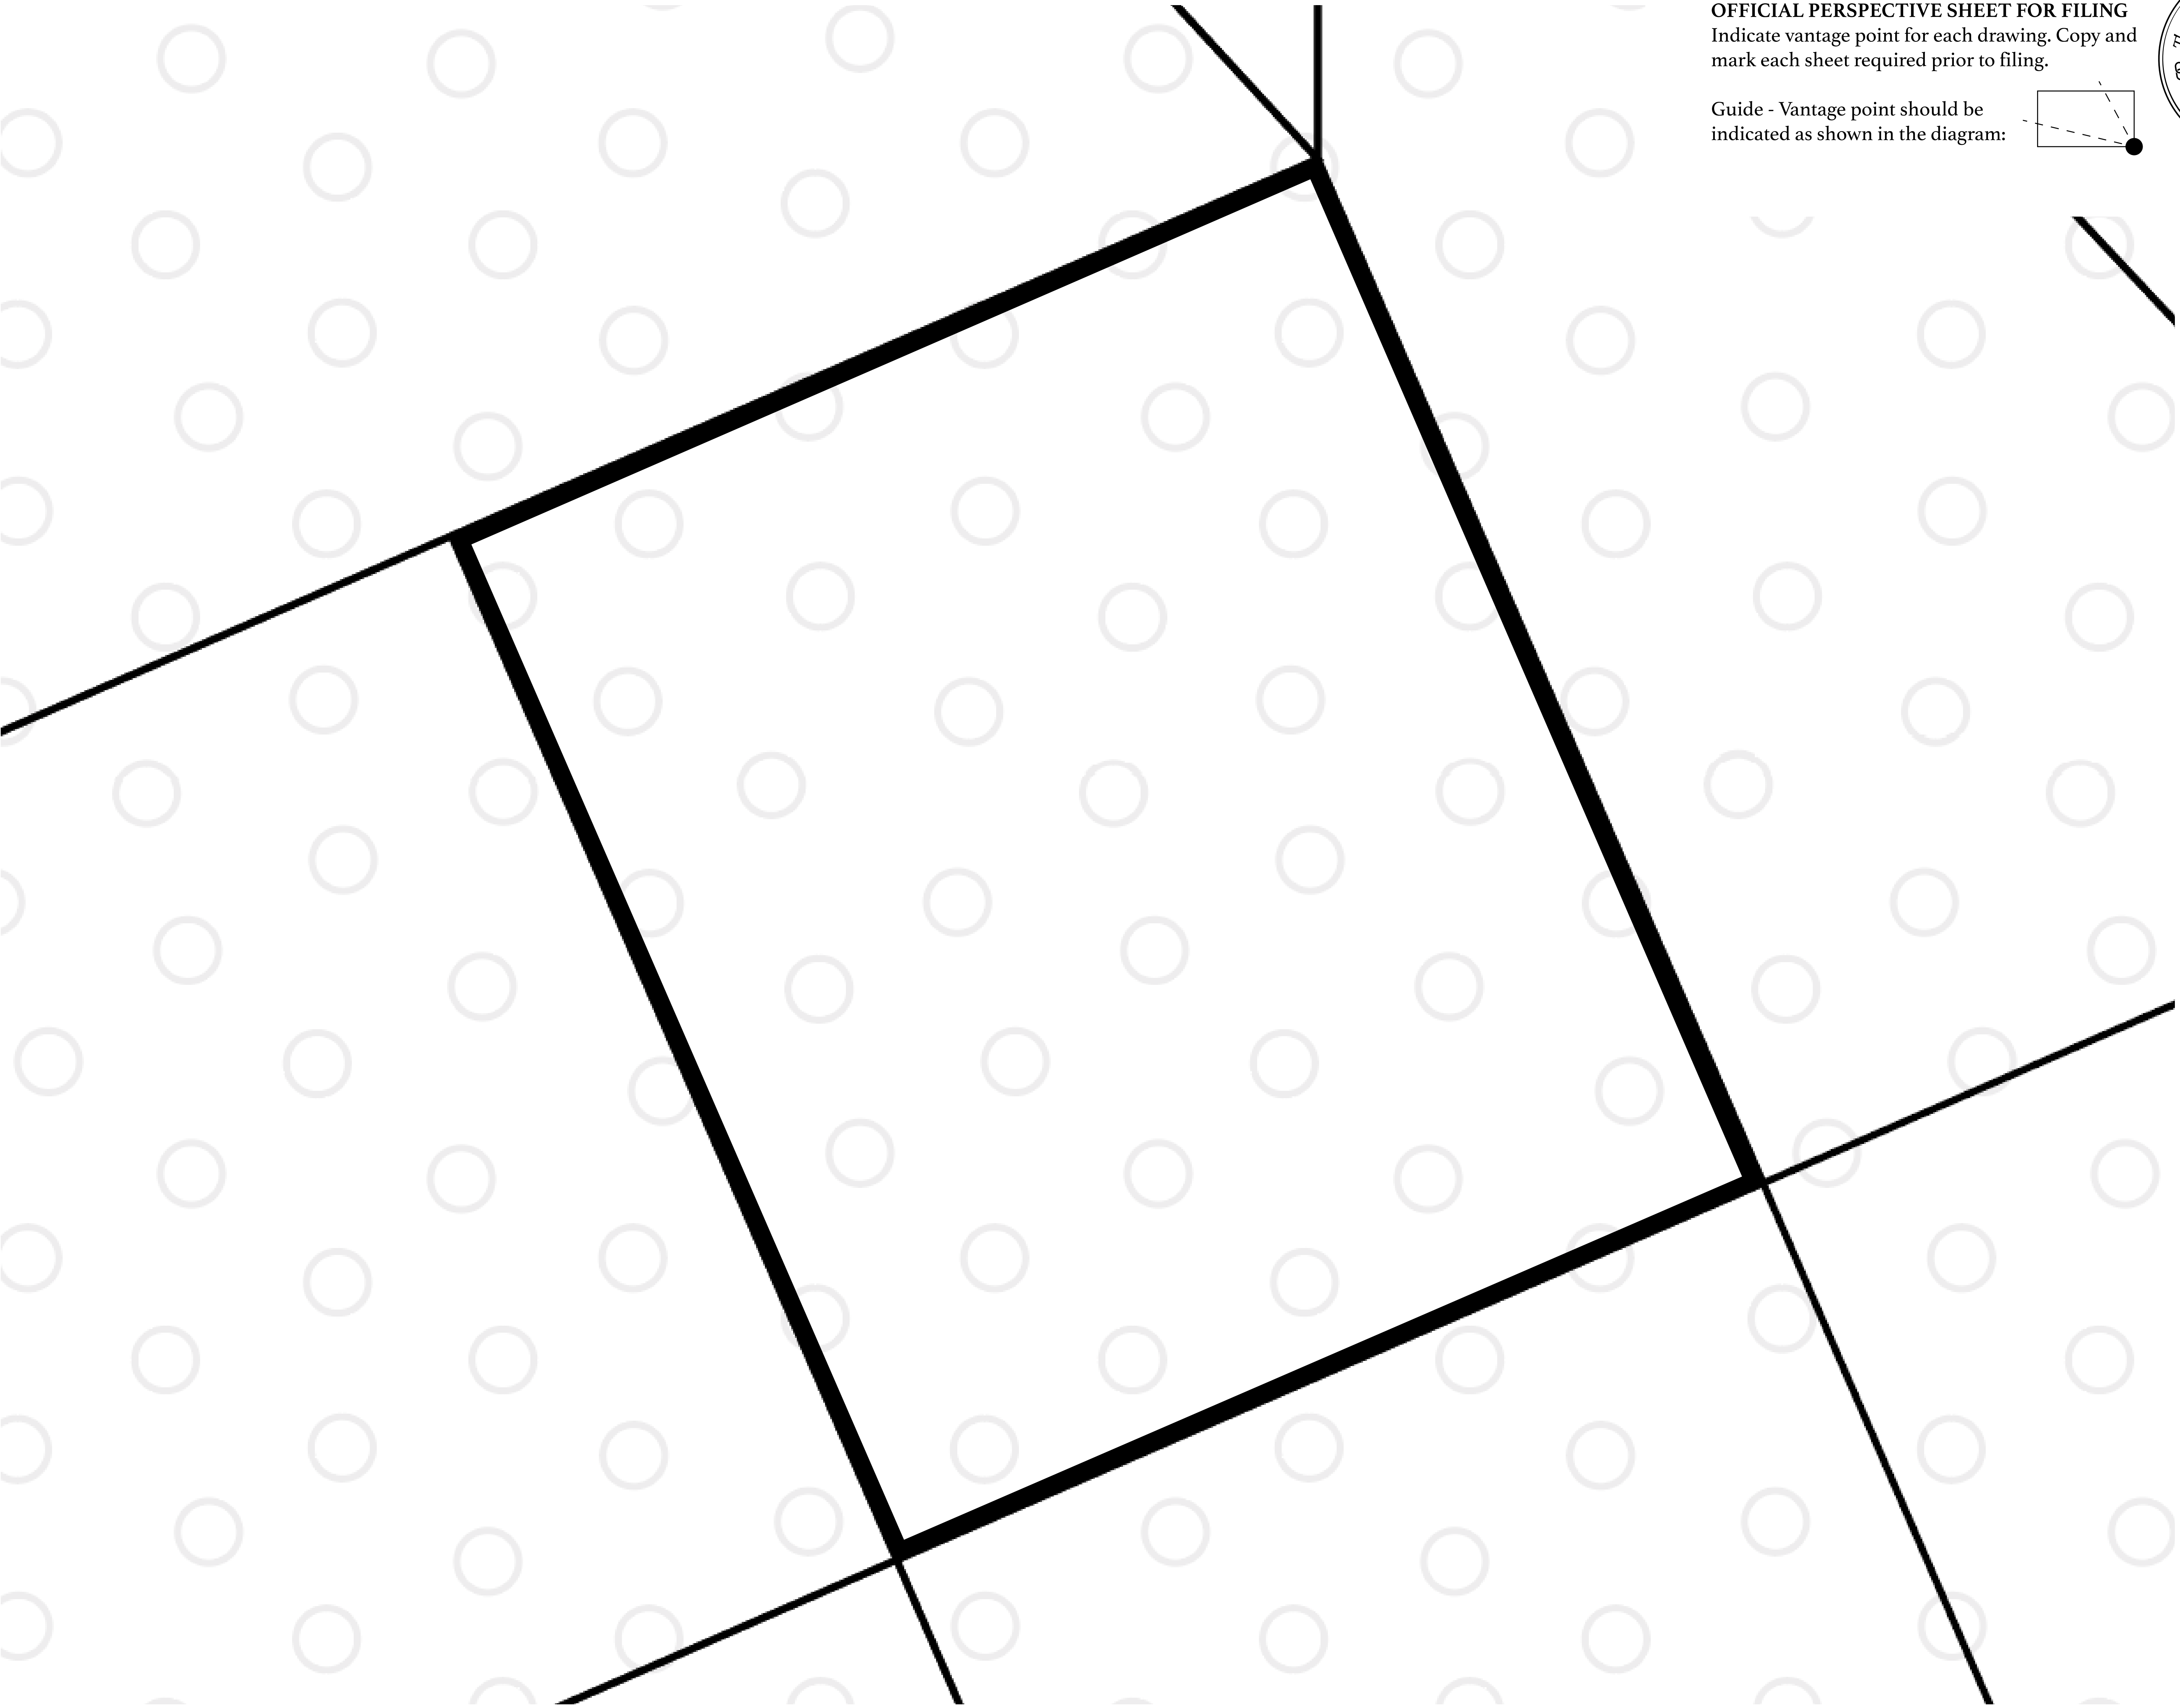 OFFICIAL PERSPECTIVE SHEET FOR FILING
Indicate vantage point for each drawing. Copy and
mark each sheet required prior to filing.
Guide - Vantage point should be
indicated as shown in the diagram: